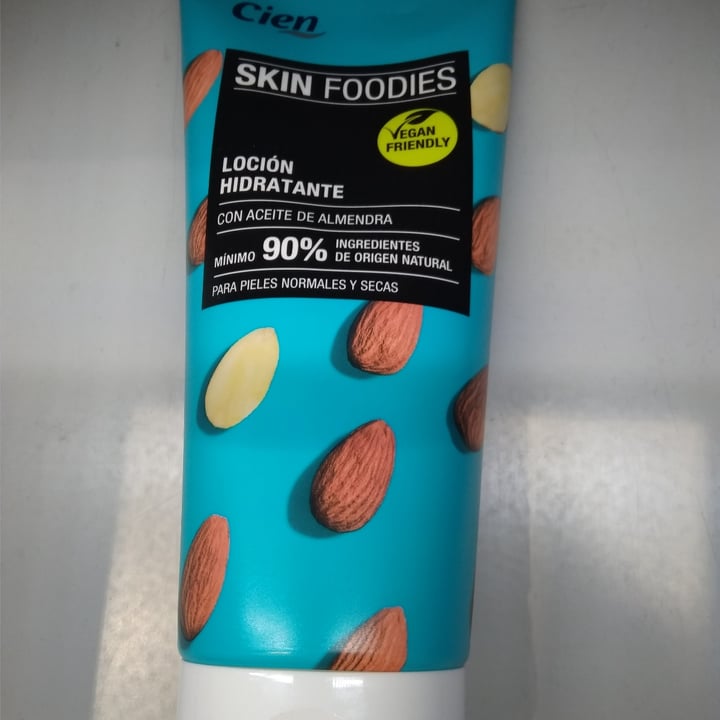 Cien
SKIN FOODIES
VEGAN
FRIENDLY
LOCIÓN
HIDRATANTE
CON ACEITE DE ALMENDRA
MÍNIMO 90% INGREDIENTES
DE ORIGEN NATURAL
PARA PIELES NORMALES Y SECAS